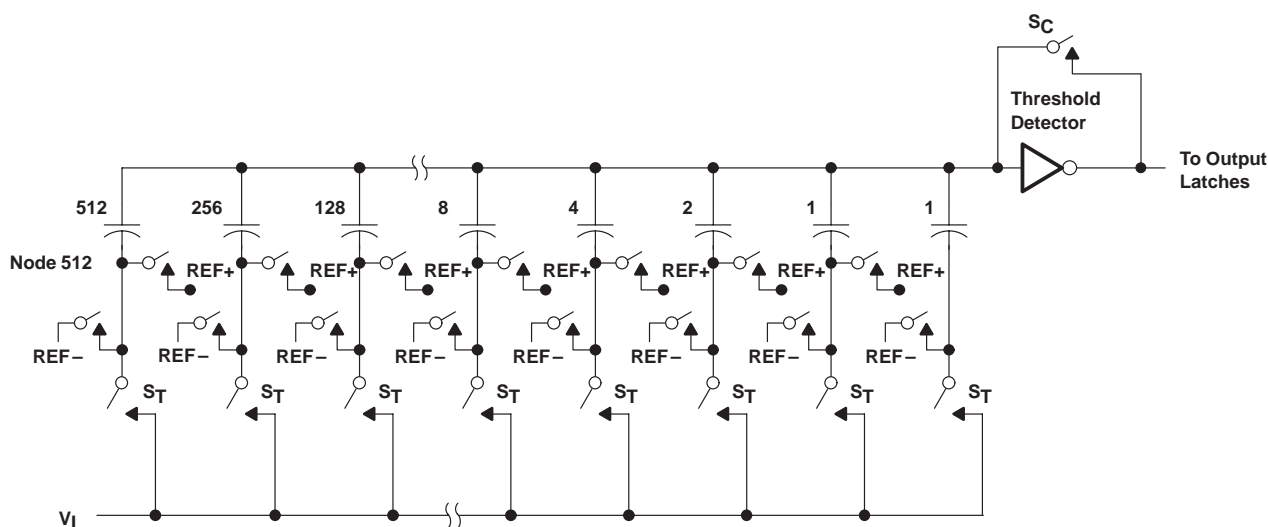 SC
Threshold
Detector
To Output
Latches
512 256 128 8 4 2 1 1
Node 512 REF+ REF+ REF+ REF+ REF+ REF+ REF+
REF− REF− REF− REF− REF− REF− REF− REF−
ST ST ST ST ST ST ST ST
VI